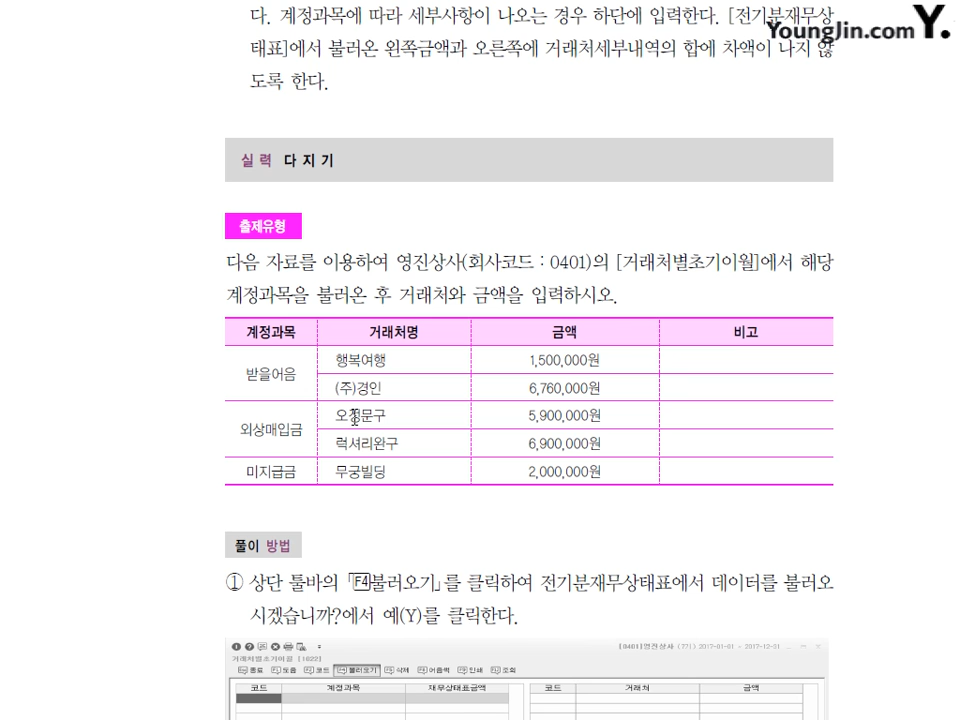 다. 계정과목에 따라 세부사항이 나오는 경우 하단에 입력한다. [전기분재무상
YoungJin.com Y.
태표]에서 불러온 왼쪽금액과 오른쪽에 거래처세부내역의 합에 차액이 나지 않
도록 한다.
실력 다지기
출제유형
다음 자료를 이용하여 영진상사(회사코드 : 0401)의 [거래처별초기이월]에서 해당
계정과목을 불러온 후 거래처와 금액을 입력하시오.
계정과목 거래처명 금액 비고
받을어음 행복여행 1,500,000원
(주)경인 6,760,000원
외상매입금 5,900,000원
럭셔리완구 6,900,000원
미지급금 무궁빌딩 2,000,000원
풀이 방법
① 상단 툴바의 「F4불러오기」를 클릭하여 전기분재무상태표에서 데이터를 불러오
시겠습니까?에서 예(Y)를 클릭한다.
[0401]영진상사 (771) 2017-01-01 ~ 2017-12-31
거래처별초기이월 [1022]
종료 도움 코드 불러오기 삭제 인쇄 조회
코드 계정과목 재무상태표금액 코드 거래처 금액